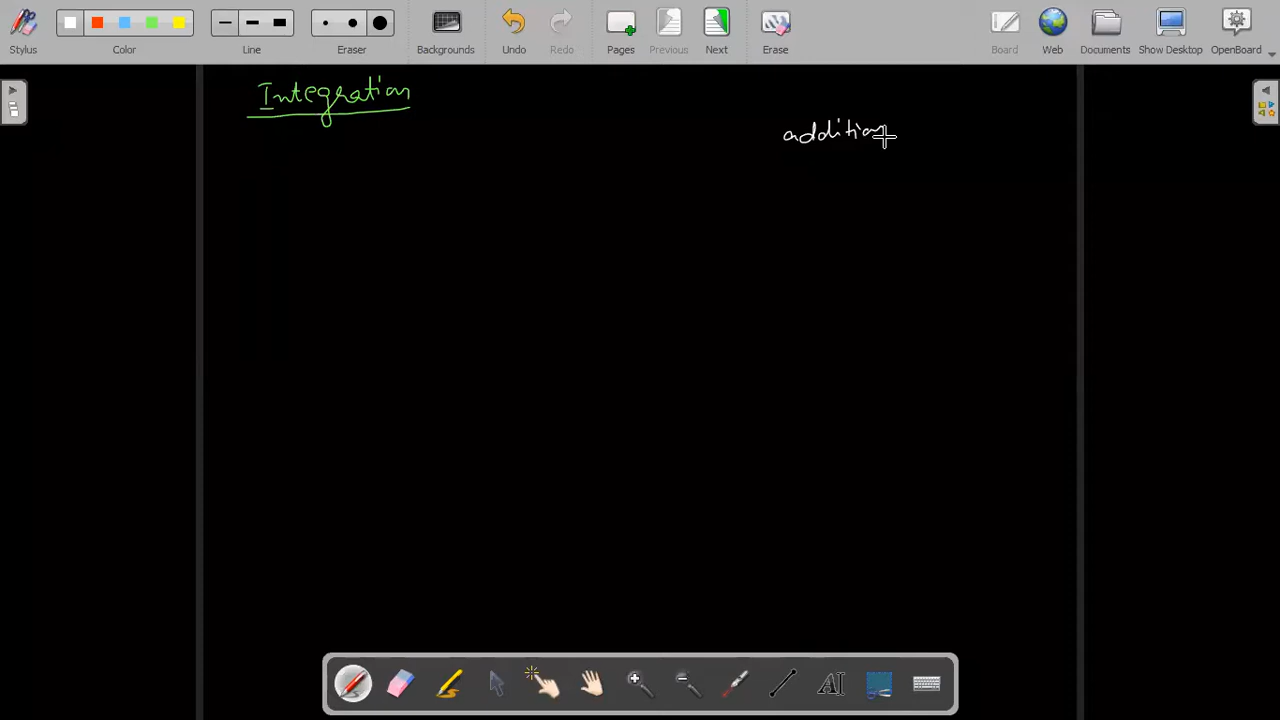 Stylus
Color
Line
Eraser
Backgrounds
Undo
Redo
Pages
Previous
Next
Erase
Board
Web
Documents
Show Desktop
OpenBoard
Integration
addition
AI